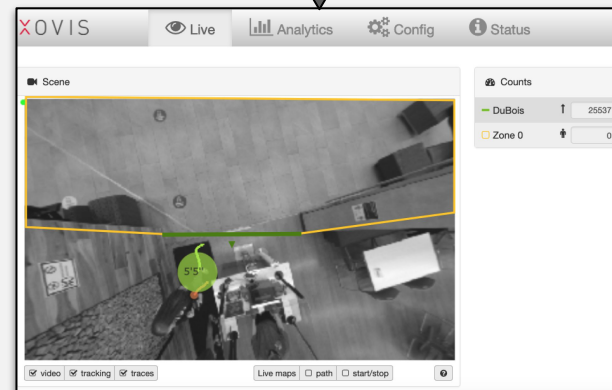 XOVIS Live Analytics Config Status
Scene
Counts
DuBois 25537
Zone 0 0
5'5"
video tracking traces
Live maps path start/stop